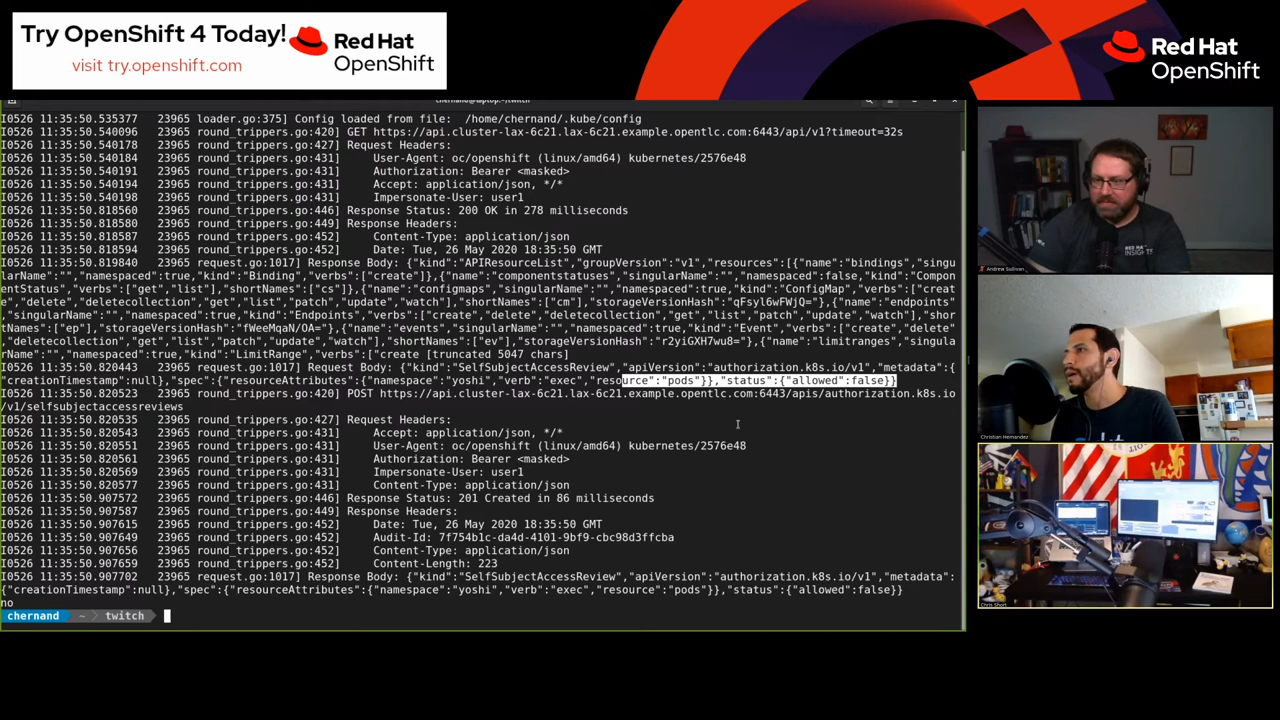 Try OpenShift 4 Today!
visit try.openshift.com
Red Hat
OpenShift
Red Hat
OpenShift
chernand@laptop:~/twitch
I0526 11:35:50.535377   23965 loader.go:375] Config loaded from file:  /home/chernand/.kube/config
I0526 11:35:50.540096   23965 round_trippers.go:420] GET https://api.cluster-lax-6c21.lax-6c21.example.opentlc.com:6443/api/v1?timeout=32s
I0526 11:35:50.540178   23965 round_trippers.go:427] Request Headers:
I0526 11:35:50.540184   23965 round_trippers.go:431]     User-Agent: oc/openshift (linux/amd64) kubernetes/2576e48
I0526 11:35:50.540191   23965 round_trippers.go:431]     Authorization: Bearer <masked>
I0526 11:35:50.540194   23965 round_trippers.go:431]     Accept: application/json, */*
I0526 11:35:50.540198   23965 round_trippers.go:431]     Impersonate-User: user1
I0526 11:35:50.818560   23965 round_trippers.go:446] Response Status: 200 OK in 278 milliseconds
I0526 11:35:50.818580   23965 round_trippers.go:449] Response Headers:
I0526 11:35:50.818587   23965 round_trippers.go:452]     Content-Type: application/json
I0526 11:35:50.818594   23965 round_trippers.go:452]     Date: Tue, 26 May 2020 18:35:50 GMT
I0526 11:35:50.819840   23965 request.go:1017] Response Body: {"kind":"APIResourceList","groupVersion":"v1","resources":[{"name":"bindings","singu
larName":"","namespaced":true,"kind":"Binding","verbs":["create"]},{"name":"componentstatuses","singularName":"","namespaced":false,"kind":"Compo
nentStatus","verbs":["get","list"],"shortNames":["cs"]},{"name":"configmaps","singularName":"","namespaced":true,"kind":"ConfigMap","verbs":["creat
e","delete","deletecollection","get","list","patch","update","watch"],"shortNames":["cm"],"storageVersionHash":"qFsyl6wFWjQ="},{"name":"endpoints"
,"singularName":"","namespaced":true,"kind":"Endpoints","verbs":["create","delete","deletecollection","get","list","patch","update","watch"],"shor
tNames":["ep"],"storageVersionHash":"fWeeMqaN/OA="},{"name":"events","singularName":"","namespaced":true,"kind":"Event","verbs":["create","delete"
,"deletecollection","get","list","patch","update","watch"],"shortNames":["ev"],"storageVersionHash":"r2yiGXH7wu8="},{"name":"limitranges","singula
rName":"","namespaced":true,"kind":"LimitRange","verbs":["create [truncated 5047 chars]
I0526 11:35:50.820443   23965 request.go:1017] Request Body: {"kind":"SelfSubjectAccessReview","apiVersion":"authorization.k8s.io/v1","metadata":{
"creationTimestamp":null},"spec":{"resourceAttributes":{"namespace":"yoshi","verb":"exec","resource":"pods"}},"status":{"allowed":false}}
I0526 11:35:50.820523   23965 round_trippers.go:420] POST https://api.cluster-lax-6c21.lax-6c21.example.opentlc.com:6443/apis/authorization.k8s.io
/v1/selfsubjectaccessreviews
I0526 11:35:50.820535   23965 round_trippers.go:427] Request Headers:
I0526 11:35:50.820543   23965 round_trippers.go:431]     Accept: application/json, */*
I0526 11:35:50.820551   23965 round_trippers.go:431]     User-Agent: oc/openshift (linux/amd64) kubernetes/2576e48
I0526 11:35:50.820561   23965 round_trippers.go:431]     Authorization: Bearer <masked>
I0526 11:35:50.820569   23965 round_trippers.go:431]     Impersonate-User: user1
I0526 11:35:50.820577   23965 round_trippers.go:431]     Content-Type: application/json
I0526 11:35:50.907572   23965 round_trippers.go:446] Response Status: 201 Created in 86 milliseconds
I0526 11:35:50.907587   23965 round_trippers.go:449] Response Headers:
I0526 11:35:50.907615   23965 round_trippers.go:452]     Date: Tue, 26 May 2020 18:35:50 GMT
I0526 11:35:50.907649   23965 round_trippers.go:452]     Audit-Id: 7f754b1c-da4d-4101-9bf9-cbc98d3ffcba
I0526 11:35:50.907656   23965 round_trippers.go:452]     Content-Type: application/json
I0526 11:35:50.907659   23965 round_trippers.go:452]     Content-Length: 223
I0526 11:35:50.907702   23965 request.go:1017] Response Body: {"kind":"SelfSubjectAccessReview","apiVersion":"authorization.k8s.io/v1","metadata":
{"creationTimestamp":null},"spec":{"resourceAttributes":{"namespace":"yoshi","verb":"exec","resource":"pods"}},"status":{"allowed":false}}
no
chernand ~ twitch
RED HAT
INSIGHTS
Andrew Sullivan
Christian Hernandez
Chris Short